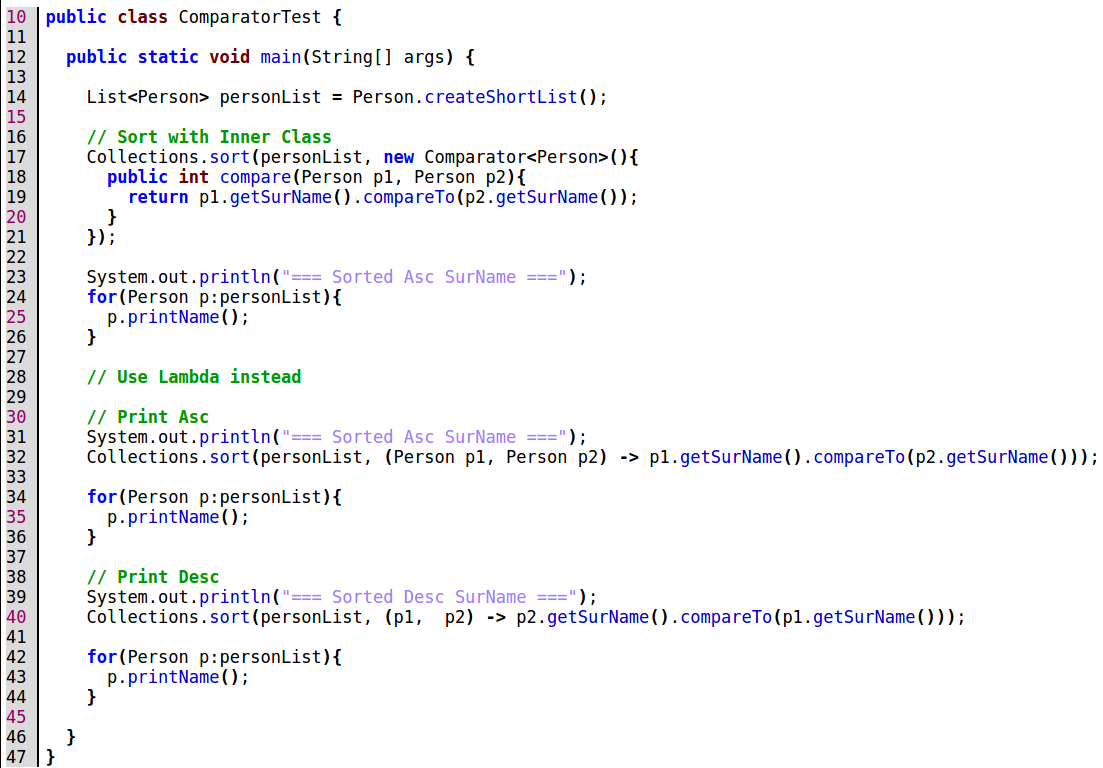 10 public class ComparatorTest {
11
12   public static void main(String[] args) {
13
14     List<Person> personList = Person.createShortList();
15
16     // Sort with Inner Class
17     Collections.sort(personList, new Comparator<Person>(){
18       public int compare(Person p1, Person p2){
19         return p1.getSurName().compareTo(p2.getSurName());
20       }
21     });
22
23     System.out.println("=== Sorted Asc SurName ===");
24     for(Person p:personList){
25       p.printName();
26     }
27
28     // Use Lambda instead
29
30     // Print Asc
31     System.out.println("=== Sorted Asc SurName ===");
32     Collections.sort(personList, (Person p1, Person p2) -> p1.getSurName().compareTo(p2.getSurName()));
33
34     for(Person p:personList){
35       p.printName();
36     }
37
38     // Print Desc
39     System.out.println("=== Sorted Desc SurName ===");
40     Collections.sort(personList, (p1,  p2) -> p2.getSurName().compareTo(p1.getSurName()));
41
42     for(Person p:personList){
43       p.printName();
44     }
45
46   }
47 }